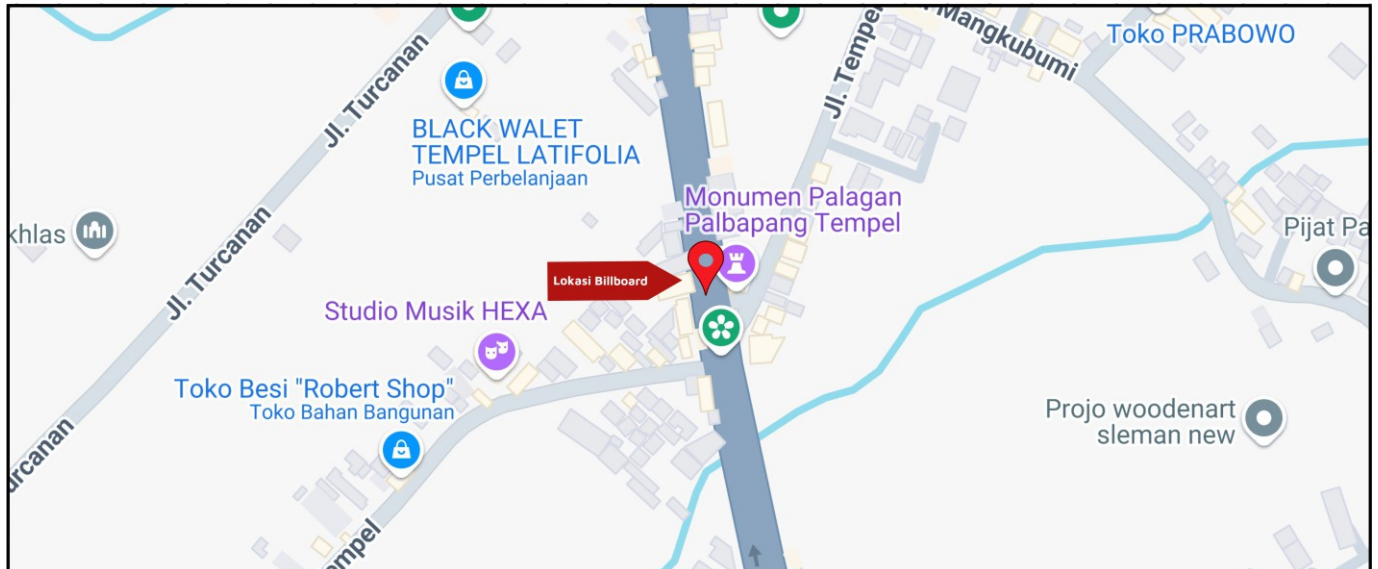 Mangkubumi
Toko PRABOWO
Jl. Turcanan
Jl. Tempel
BLACK WALET
TEMPEL LATIFOLIA
Pusat Perbelanjaan
Monumen Palagan
Palbapang Tempel
khlas
Jl. Turcanan
Pijat Pa
Lokasi Billboard
Studio Musik HEXA
Toko Besi "Robert Shop"
Toko Bahan Bangunan
Projo woodenart
sleman new
urcanan
empel